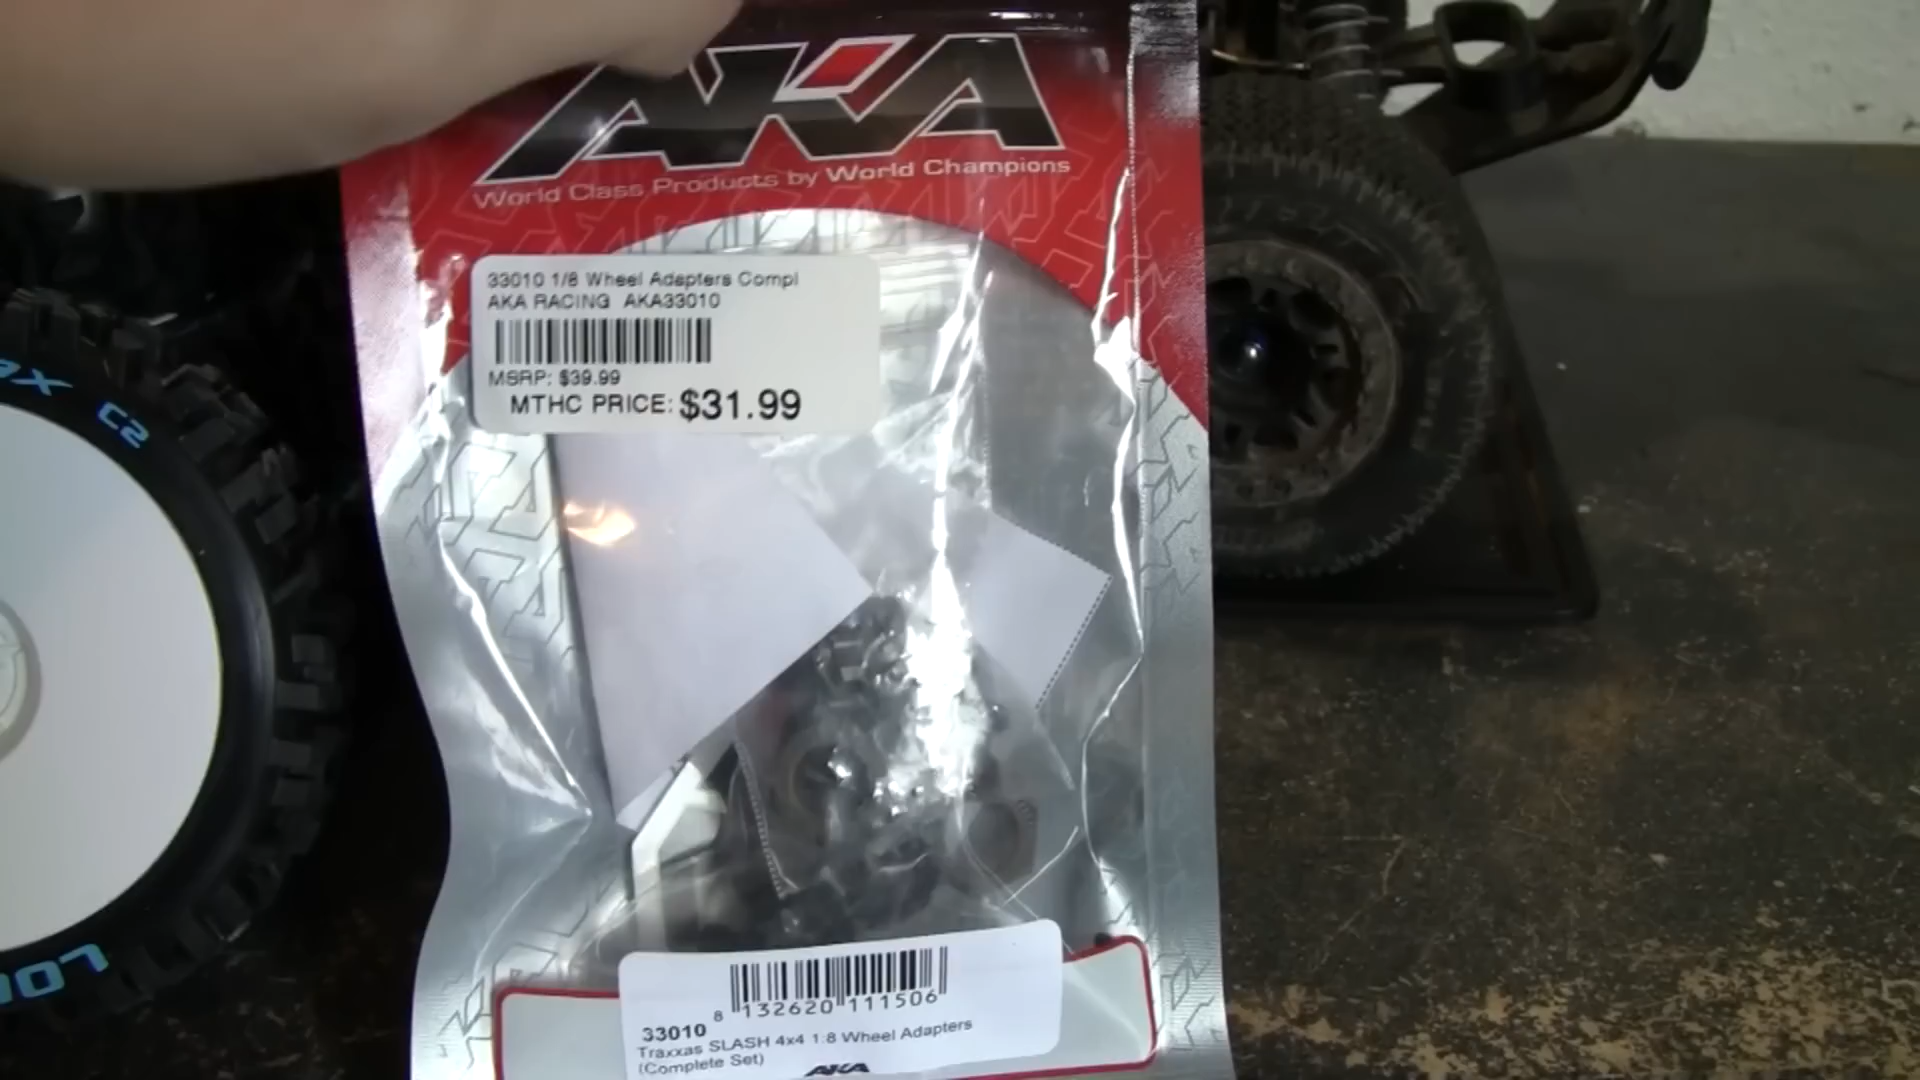 AKA
World Class Products by World Champions
33010 1/8 Wheel Adapters Compl
AKA RACING AKA33010
MSRP: $39.99
MTHC PRICE: $31.99
C2
8 132620 111506
33010
Traxxas SLASH 4x4 1:8 Wheel Adapters
(Complete Set)
AKA